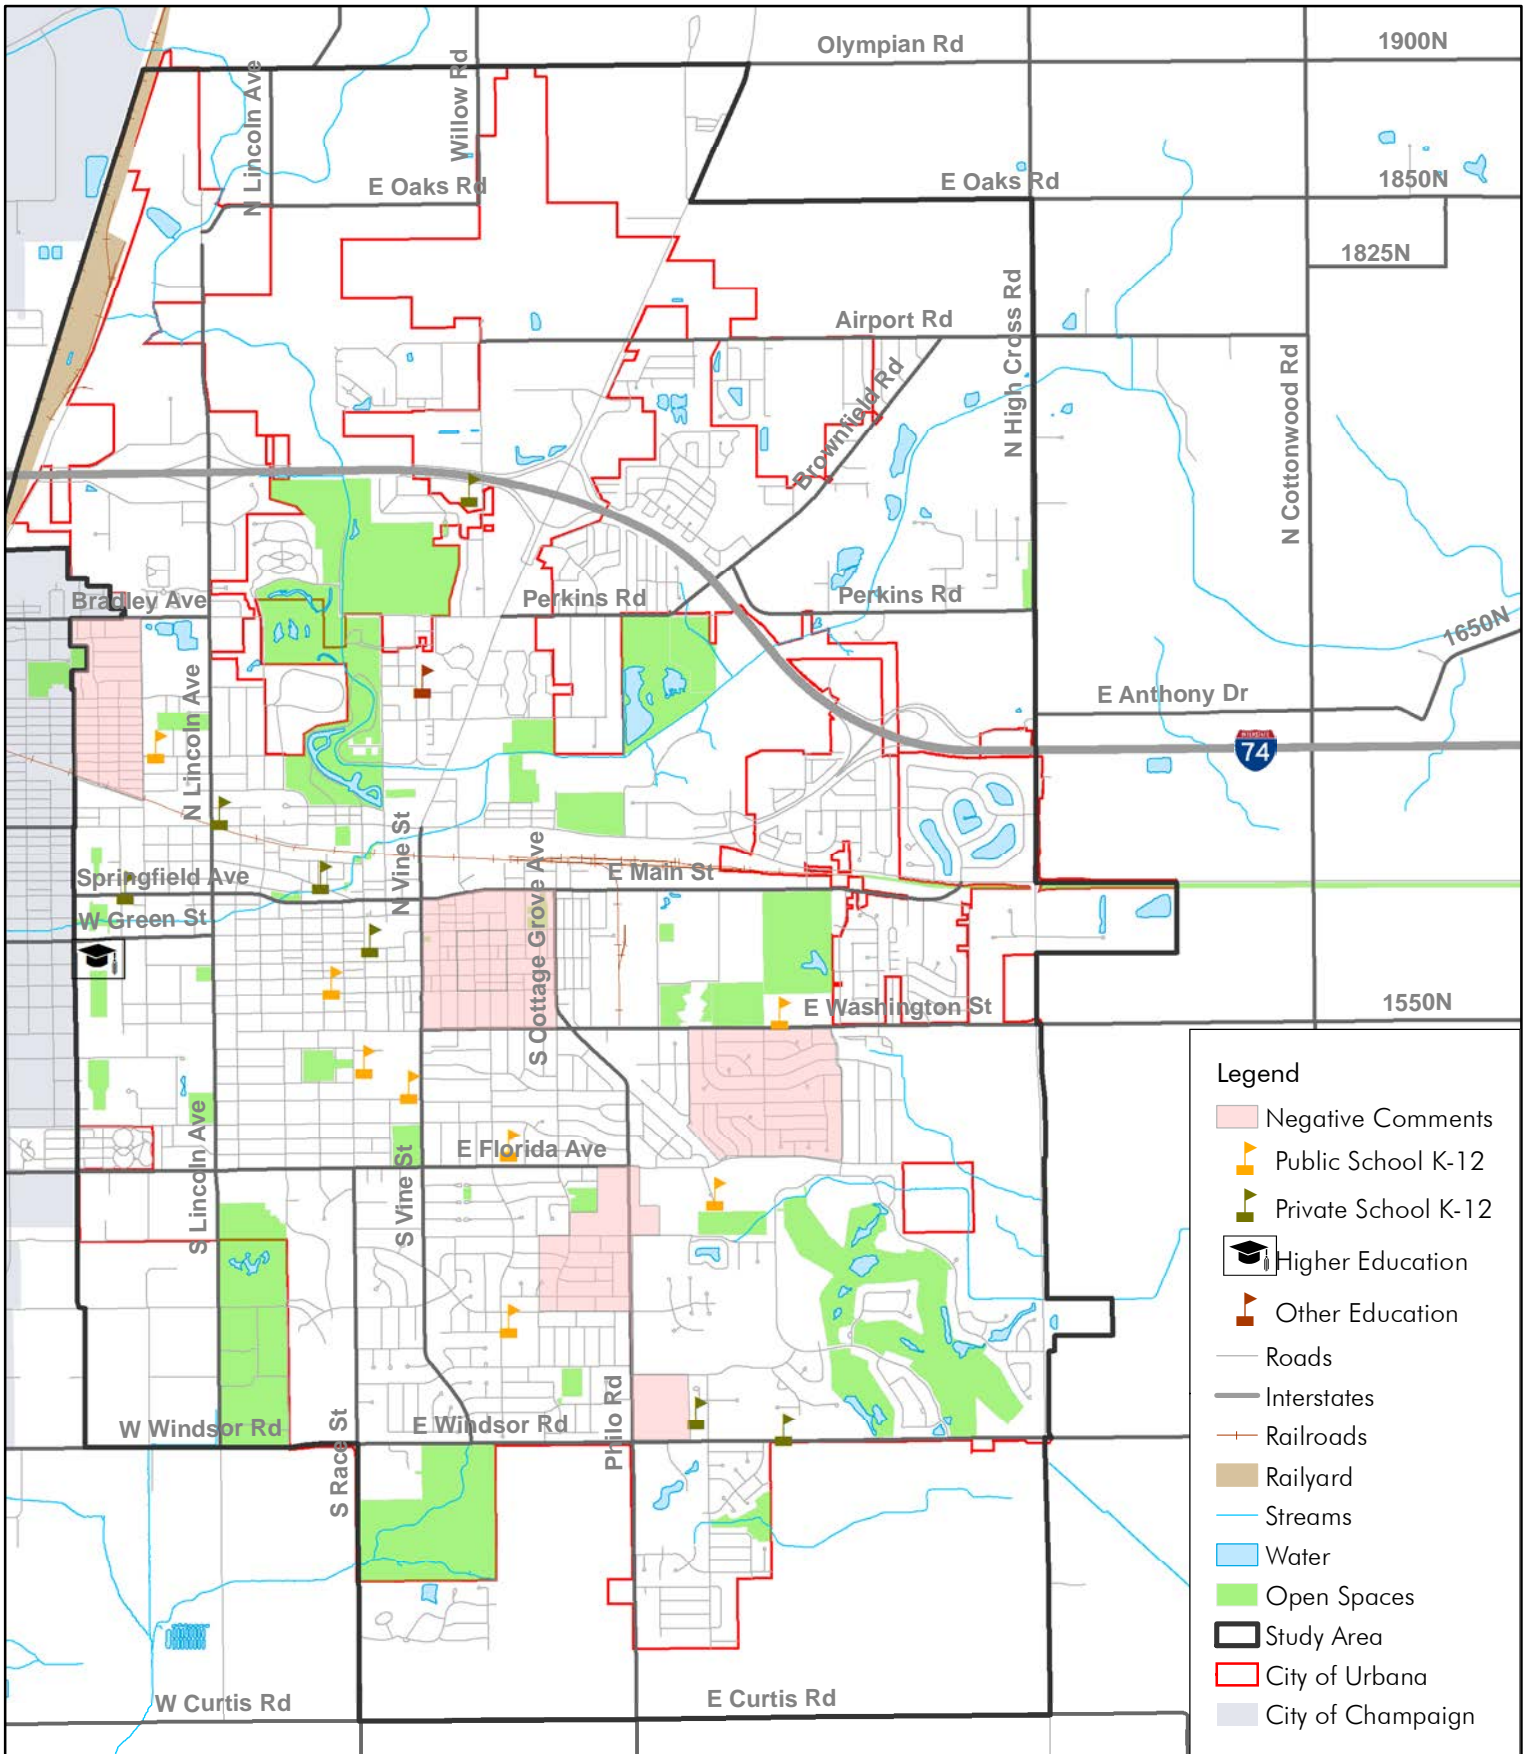 Olympian Rd
1900N
N Lincoln Ave
Willow Rd
E Oaks Rd
E Oaks Rd
1850N
1825N
Airport Rd
N High Cross Rd
N Cottonwood Rd
Brownfield Rd
Bradley Ave
Perkins Rd
Perkins Rd
1650N
E Anthony Dr
INTERSTATE
74
N Lincoln Ave
N Vine St
S Cottage Grove Ave
E Main St
Springfield Ave
W Green St
E Washington St
1550N
E Florida Ave
S Lincoln Ave
S Vine St
W Windsor Rd
S Race St
E Windsor Rd
Philo Rd
W Curtis Rd
E Curtis Rd
Legend
Negative Comments
Public School K-12
Private School K-12
Higher Education
Other Education
Roads
Interstates
Railroads
Railyard
Streams
Water
Open Spaces
Study Area
City of Urbana
City of Champaign